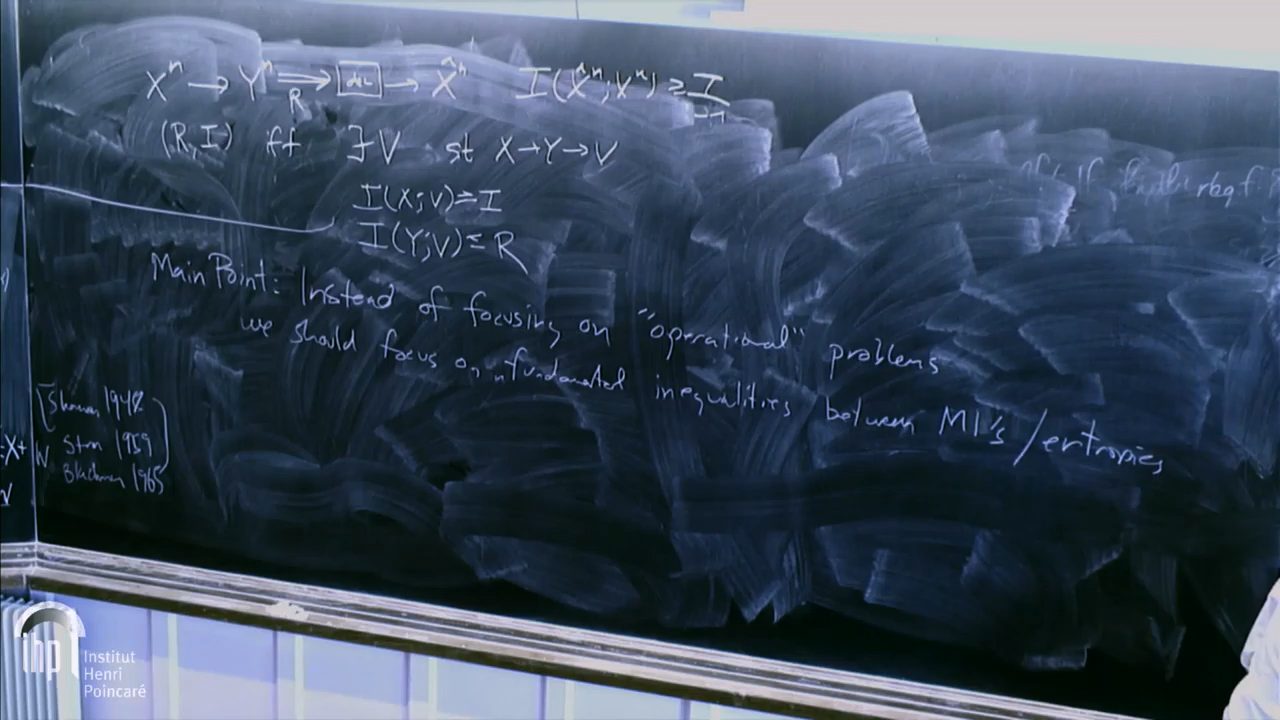 Xⁿ → Yⁿ ⇒ R [dec] → X̂ⁿ I(X̂ⁿ; Xⁿ) ≥ I
(R, I) iff ∃V st X→Y→V
I(X;V) ≥ I
I(Y;V) ≤ R
Main Point: Instead of focusing on "operational" problems
we should focus on fundamental inequalities between MI's / entropies
Shannon 1948
Stam 1959
Blachman 1965
ihp
Institut
Henri
Poincaré